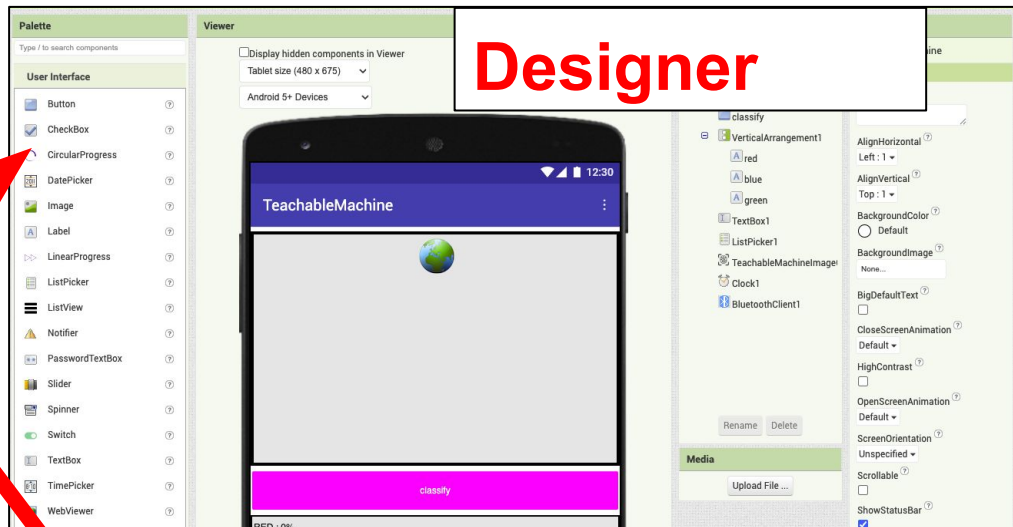 Palette
Type / to search components
User Interface
Button
CheckBox
CircularProgress
DatePicker
Image
Label
LinearProgress
ListPicker
ListView
Notifier
PasswordTextBox
Slider
Spinner
Switch
TextBox
TimePicker
WebViewer
Viewer
Display hidden components in Viewer
Tablet size (480 x 675)
Android 5+ Devices
12:30
TeachableMachine
classify
RED : 0%
Designer
classify
VerticalArrangement1
A red
A blue
A green
TextBox1
ListPicker1
TeachableMachineImage
Clock1
BluetoothClient1
Rename Delete
Media
Upload File ...
AlignHorizontal
Left : 1
AlignVertical
Top : 1
BackgroundColor
Default
BackgroundImage
None...
BigDefaultText
CloseScreenAnimation
Default
HighContrast
OpenScreenAnimation
Default
ScreenOrientation
Unspecified
Scrollable
ShowStatusBar